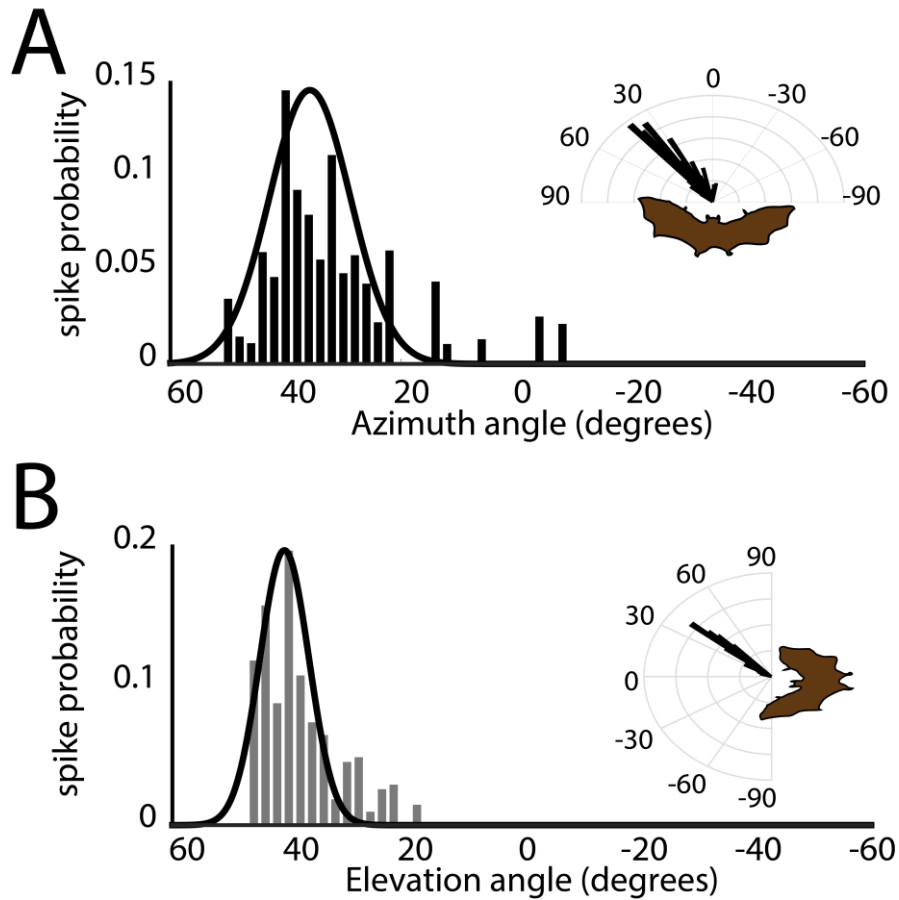 A
spike probability
0.15
0.1
0.05
0
60 40 20 0 -20 -40 -60
Azimuth angle (degrees)
0
30 -30
60 -60
90 -90
B
spike probability
0.2
0.1
0
60 40 20 0 -20 -40 -60
Elevation angle (degrees)
90
60
30
0
-30
-60
-90